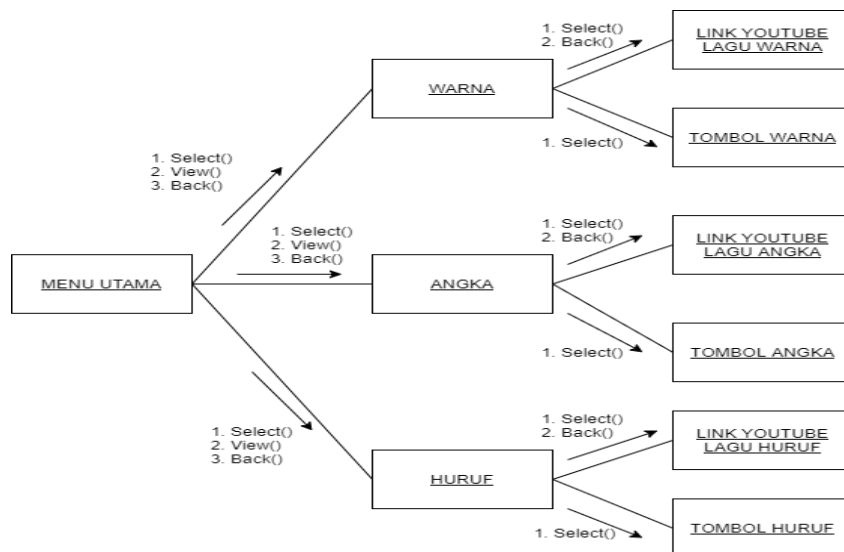 1. Select()
2. Back()
LINK YOUTUBE
LAGU WARNA
WARNA
1. Select()
TOMBOL WARNA
1. Select()
2. View()
3. Back()
1. Select()
2. View()
3. Back()
1. Select()
2. Back()
LINK YOUTUBE
LAGU ANGKA
MENU UTAMA
ANGKA
1. Select()
TOMBOL ANGKA
1. Select()
2. View()
3. Back()
1. Select()
2. Back()
LINK YOUTUBE
LAGU HURUF
HURUF
1. Select()
TOMBOL HURUF